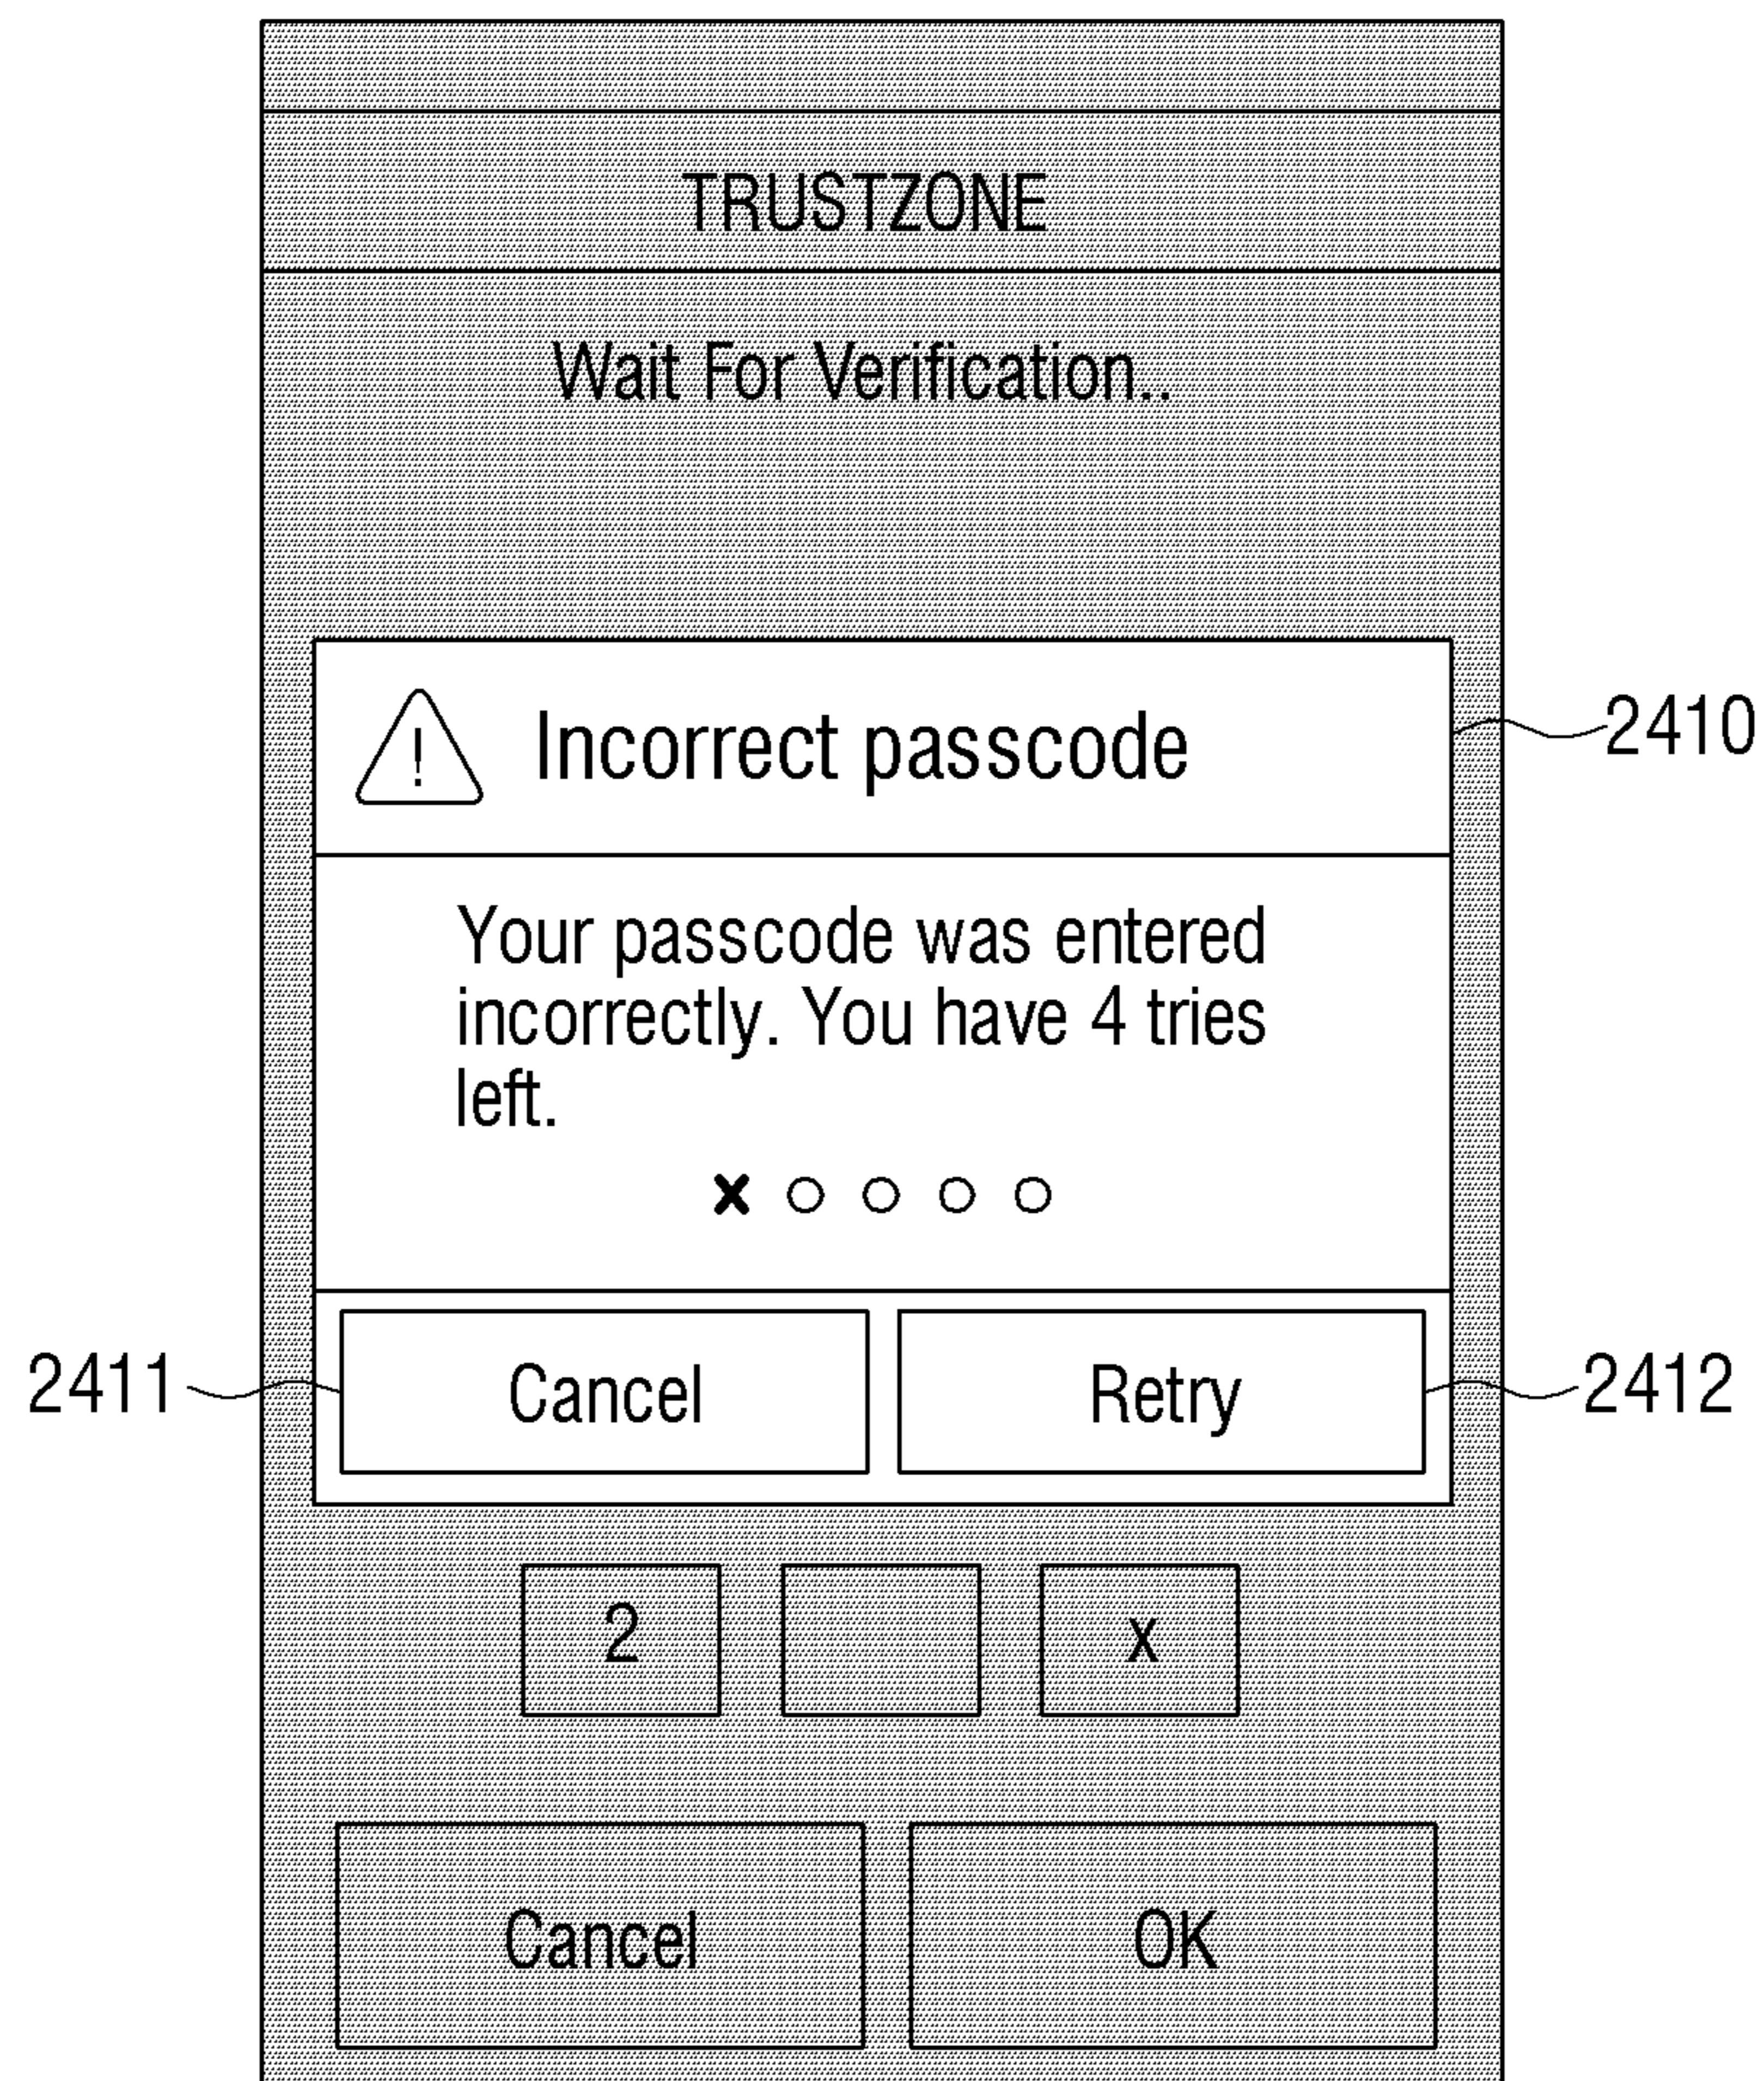 TRUSTZONE
Wait For Verification..
! Incorrect passcode
2410
Your passcode was entered
incorrectly. You have 4 tries
left.
x
2411
Cancel
Retry
2412
2
x
Cancel
OK